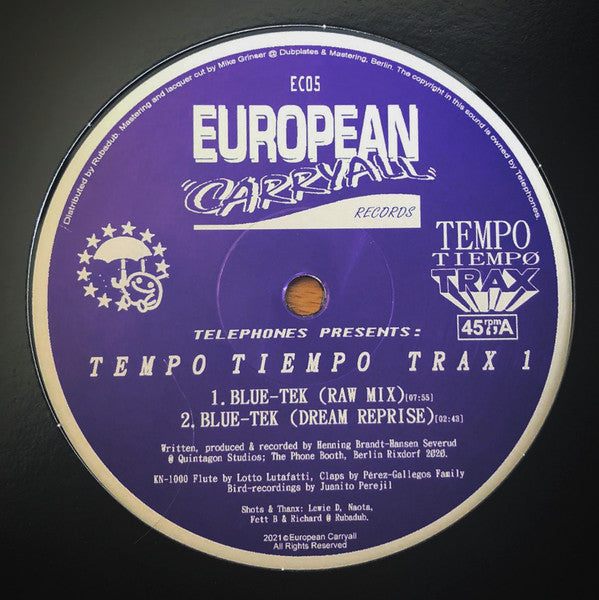 Distributed by Rubadub. Mastering and lacquer cut by Mike Grinser @ Dubplates & Mastering, Berlin. The copyright in this sound is owned by Telephones.
EC05
EUROPEAN
"CARRYALL"
RECORDS
TEMPO
TIEMPØ
TRAX
45rpm A
TELEPHONES PRESENTS:
TEMPO TIEMPO TRAX 1
1.BLUE-TEK (RAW MIX)[07:55]
2.BLUE-TEK (DREAM REPRISE)[02:43]
Written, produced & recorded by Henning Brandt-Hansen Severud
@ Quintagon Studios; The Phone Booth, Berlin Rixdorf 2020.
KN-1000 Flute by Lotto Lutafatti, Claps by Pérez-Gallegos Family
Bird-recordings by Juanito Perejil
Shots & Thanx: Lewie D, Naota,
Fett B & Richard @ Rubadub.
2021 © European Carryall
All Rights Reserved